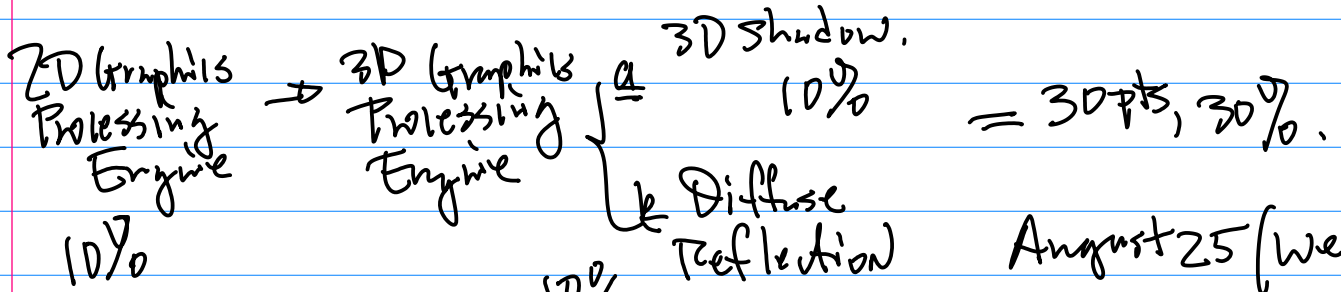 2D Graphics Processing Engine
10%
→ 3D Graphics Processing Engine
a 3D Shadow.
10%
b Diffuse Reflection
10%
= 30pts, 30%.
August 25 (We